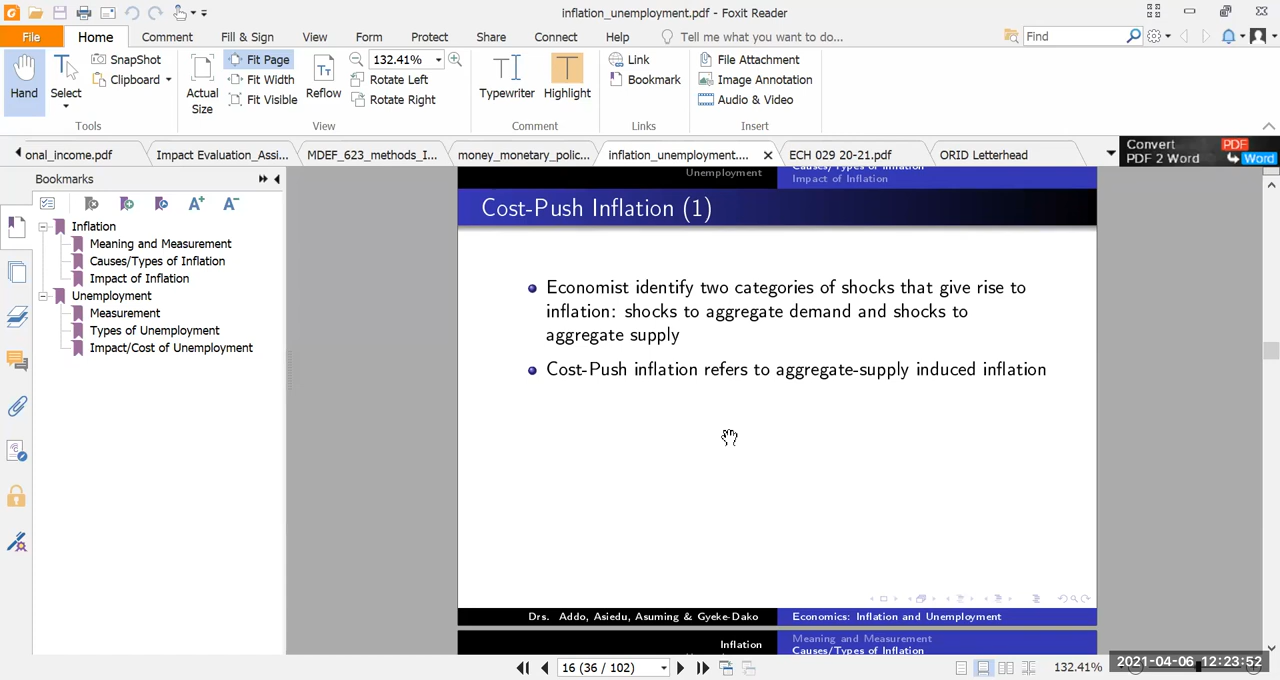 inflation_unemployment.pdf - Foxit Reader
File Home Comment Fill & Sign View Form Protect Share Connect Help Tell me what you want to do... Find
Hand
Select
SnapShot
Clipboard
Tools
Actual
Size
Fit Page
Fit Width
Fit Visible
Reflow
132.41%
Rotate Left
Rotate Right
View
Typewriter
Highlight
Comment
Link
Bookmark
Links
File Attachment
Image Annotation
Audio & Video
Insert
onal_income.pdf Impact Evaluation_Assi... MDEF_623_methods_I... money_monetary_polic... inflation_unemployment.... ECH 029 20-21.pdf ORID Letterhead
Convert PDF
PDF 2 Word Word
Bookmarks
Inflation
Meaning and Measurement
Causes/Types of Inflation
Impact of Inflation
Unemployment
Measurement
Types of Unemployment
Impact/Cost of Unemployment
Unemployment
Causes/Types of Inflation
Impact of Inflation
Cost-Push Inflation (1)
Economist identify two categories of shocks that give rise to
inflation: shocks to aggregate demand and shocks to
aggregate supply
Cost-Push inflation refers to aggregate-supply induced inflation
Drs. Addo, Asiedu, Asuming & Gyeke-Dako Economics: Inflation and Unemployment
Inflation
Meaning and Measurement
Causes/Types of Inflation
16 (36 / 102)
132.41%
2021-04-06 12:23:52